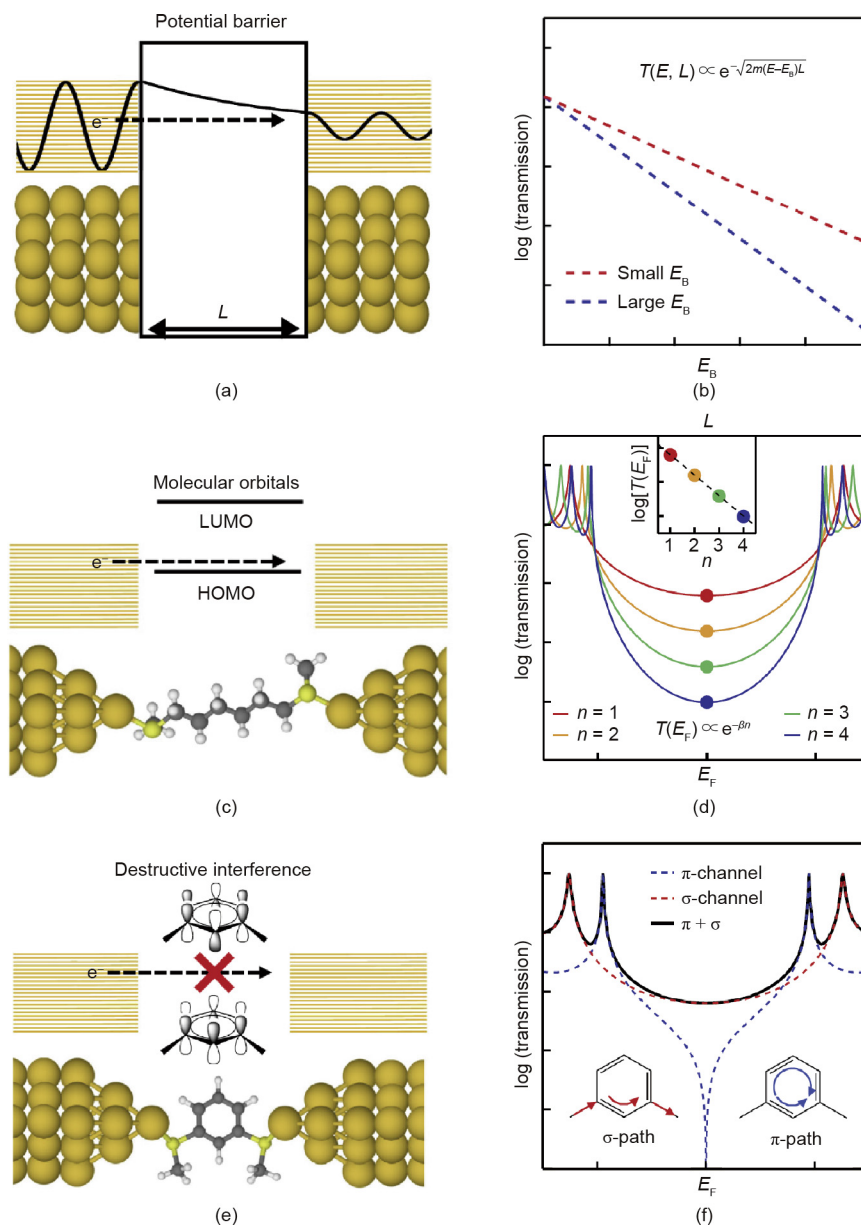 Potential barrier
e⁻
L
(a)
T(E, L) ∝ e^{-√2m(E–E_B)L}
log (transmission)
Small E_B
Large E_B
E_B
(b)
L
Molecular orbitals
LUMO
e⁻
HOMO
(c)
log[T(E_F)]
1 2 3 4
n
log (transmission)
n = 1
n = 2
T(E_F) ∝ e^{–βn}
n = 3
n = 4
E_F
(d)
Destructive interference
e⁻
(e)
π-channel
σ-channel
π + σ
log (transmission)
σ-path
π-path
E_F
(f)